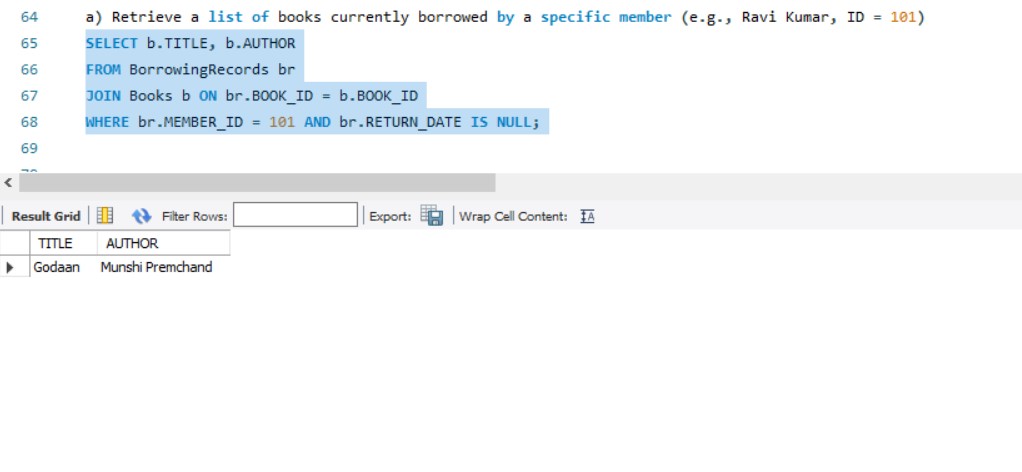 64 a) Retrieve a list of books currently borrowed by a specific member (e.g., Ravi Kumar, ID = 101)
65 SELECT b.TITLE, b.AUTHOR
66 FROM BorrowingRecords br
67 JOIN Books b ON br.BOOK_ID = b.BOOK_ID
68 WHERE br.MEMBER_ID = 101 AND br.RETURN_DATE IS NULL;
69
Result Grid Filter Rows: Export: Wrap Cell Content:
TITLE AUTHOR
Godaan Munshi Premchand